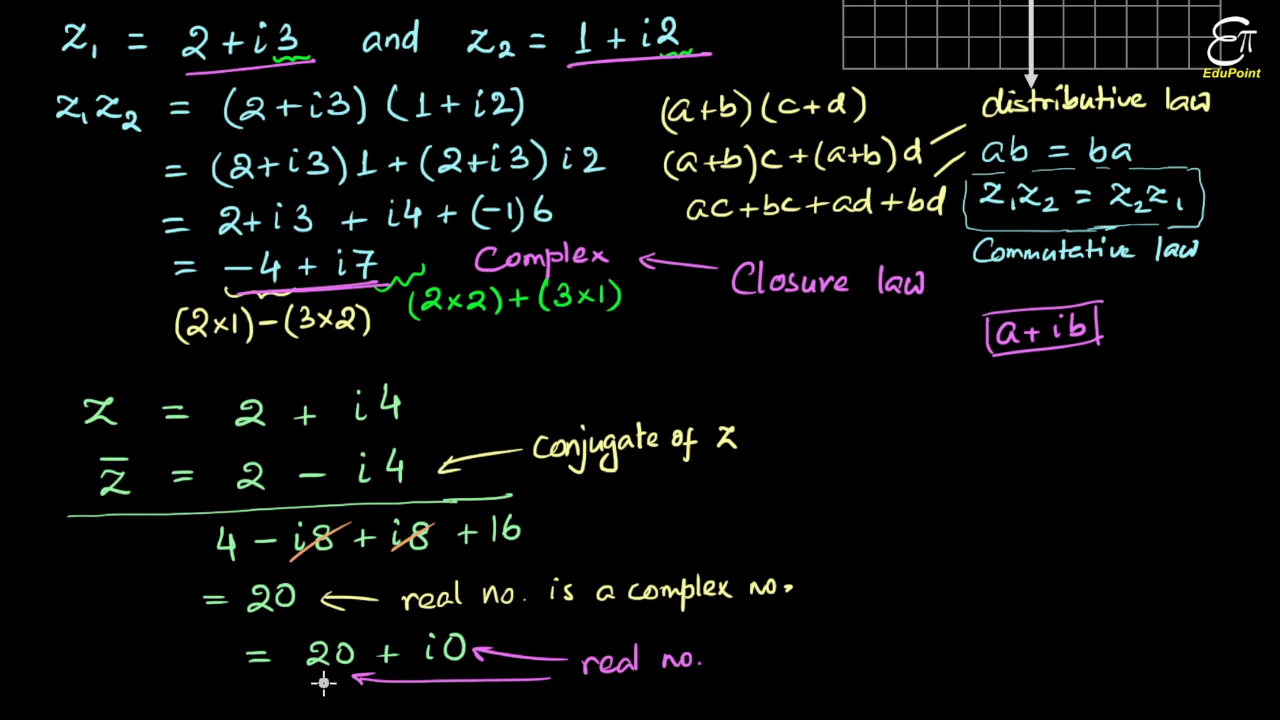 z₁ = 2 + i3 and z₂ = 1 + i2
επ
EduPoint
z₁z₂ = (2+i3)(1+i2)
= (2+i3)1 + (2+i3)i2
= 2+i3 + i4 + (-1)6
= -4 + i7
(2×1)-(3×2)
(2×2)+(3×1)
Complex
Closure law
(a+b)(c+d)
(a+b)c+(a+b)d
ac+bc+ad+bd
distributive law
ab = ba
z₁z₂ = z₂z₁
Commutative law
a+ib
z = 2 + i4
z̅ = 2 - i4
conjugate of z
4 - i8 + i8 + 16
= 20 ← real no. is a complex no.
= 20 + i0 ← real no.